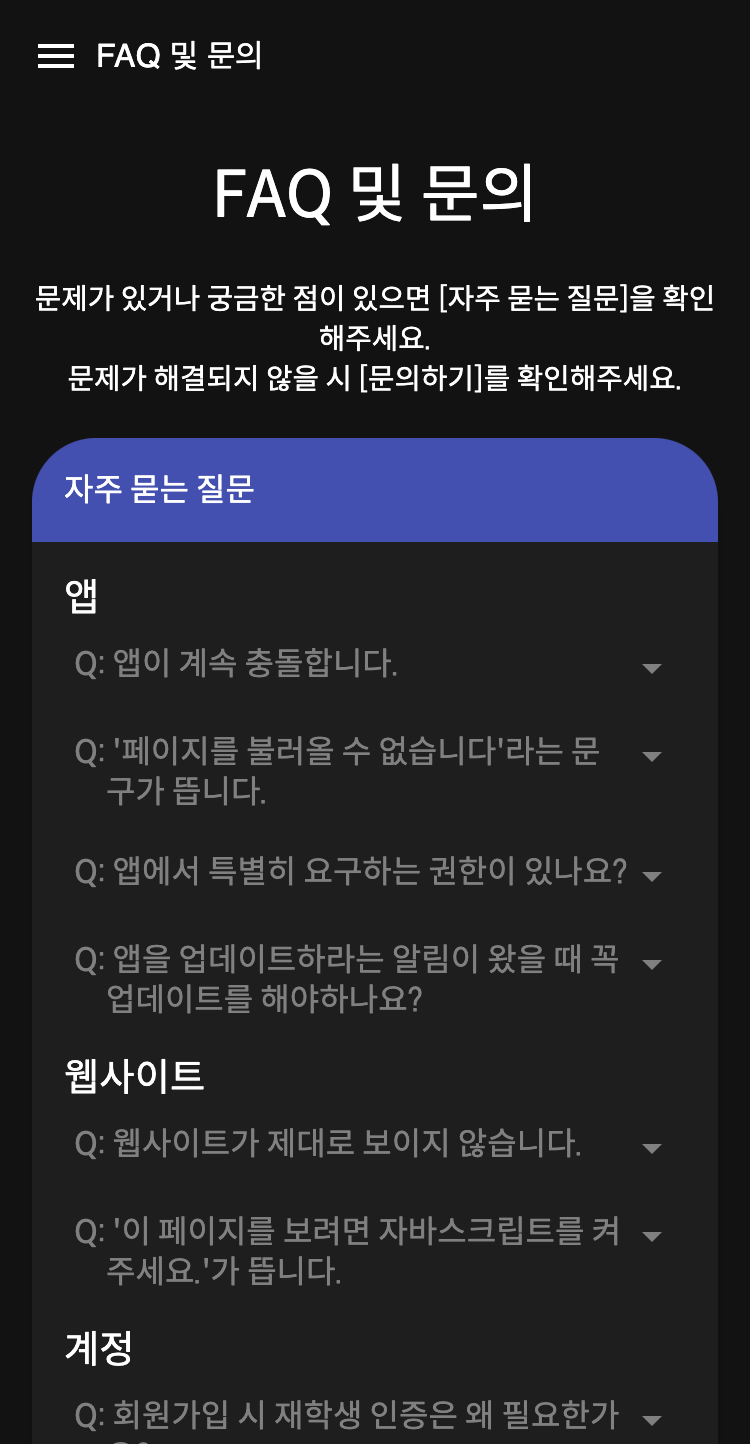 FAQ 및 문의
FAQ 및 문의
문제가 있거나 궁금한 점이 있으면 [자주 묻는 질문]을 확인
해주세요.
문제가 해결되지 않을 시 [문의하기]를 확인해주세요.
자주 묻는 질문
앱
Q: 앱이 계속 충돌합니다.
Q: '페이지를 불러올 수 없습니다'라는 문
구가 뜹니다.
Q: 앱에서 특별히 요구하는 권한이 있나요?
Q: 앱을 업데이트하라는 알림이 왔을 때 꼭
업데이트를 해야하나요?
웹사이트
Q: 웹사이트가 제대로 보이지 않습니다.
Q: '이 페이지를 보려면 자바스크립트를 켜
주세요.'가 뜹니다.
계정
Q: 회원가입 시 재학생 인증은 왜 필요한가